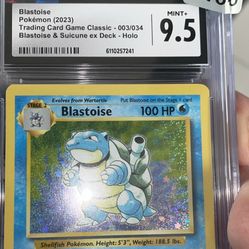 Blastoise
Pokémon (2023)
Trading Card Game Classic - 003/034
Blastoise & Suicune ex Deck - Holo
MINT+
9.5
6110257241
Evolves from Wartortle
Put Blastoise on the Stage 1 card
STAGE 2
Blastoise
100 HP
Shellfish Pokémon. Height: 5'3", Weight: 188.5 lbs.